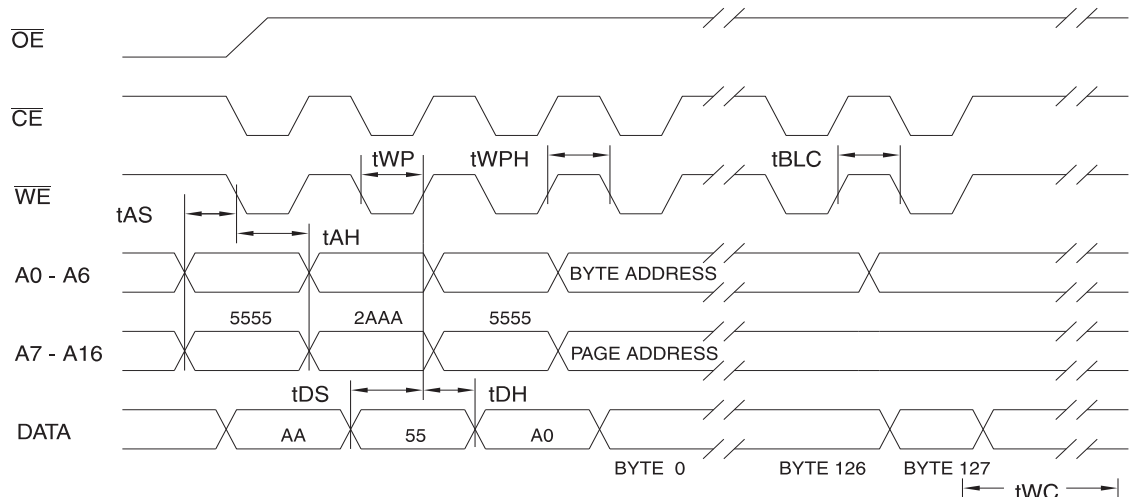 OE
CE
tWP tWPH tBLC
WE
tAS
tAH
A0 - A6 BYTE ADDRESS
5555 2AAA 5555
A7 - A16 PAGE ADDRESS
tDS tDH
DATA AA 55 A0
BYTE 0 BYTE 126 BYTE 127
tWC